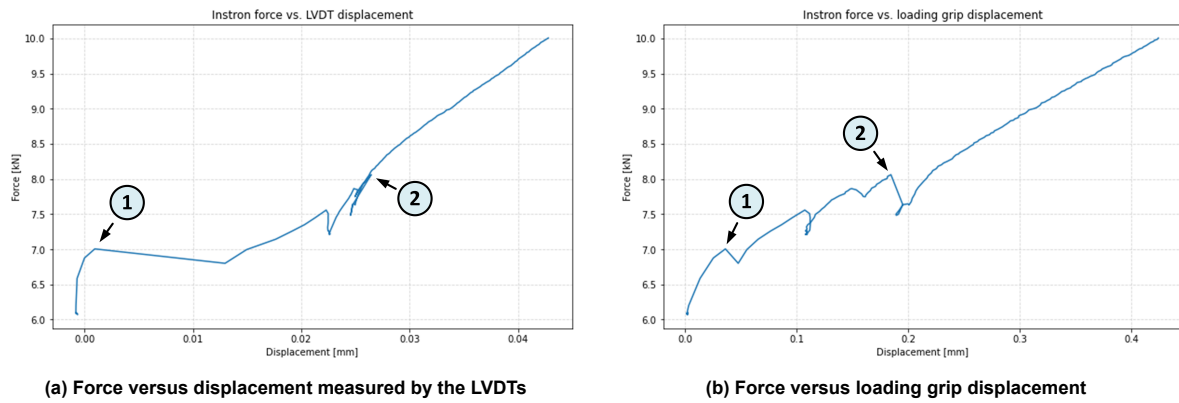 Instron force vs. LVDT displacement
10.0
9.5
9.0
8.5
8.0
7.5
7.0
6.5
6.0
Force [kN]
1
2
0.00 0.01 0.02 0.03 0.04
Displacement [mm]
(a) Force versus displacement measured by the LVDTs
Instron force vs. loading grip displacement
10.0
9.5
9.0
8.5
8.0
7.5
7.0
6.5
6.0
Force [kN]
2
1
0.0 0.1 0.2 0.3 0.4
Displacement [mm]
(b) Force versus loading grip displacement